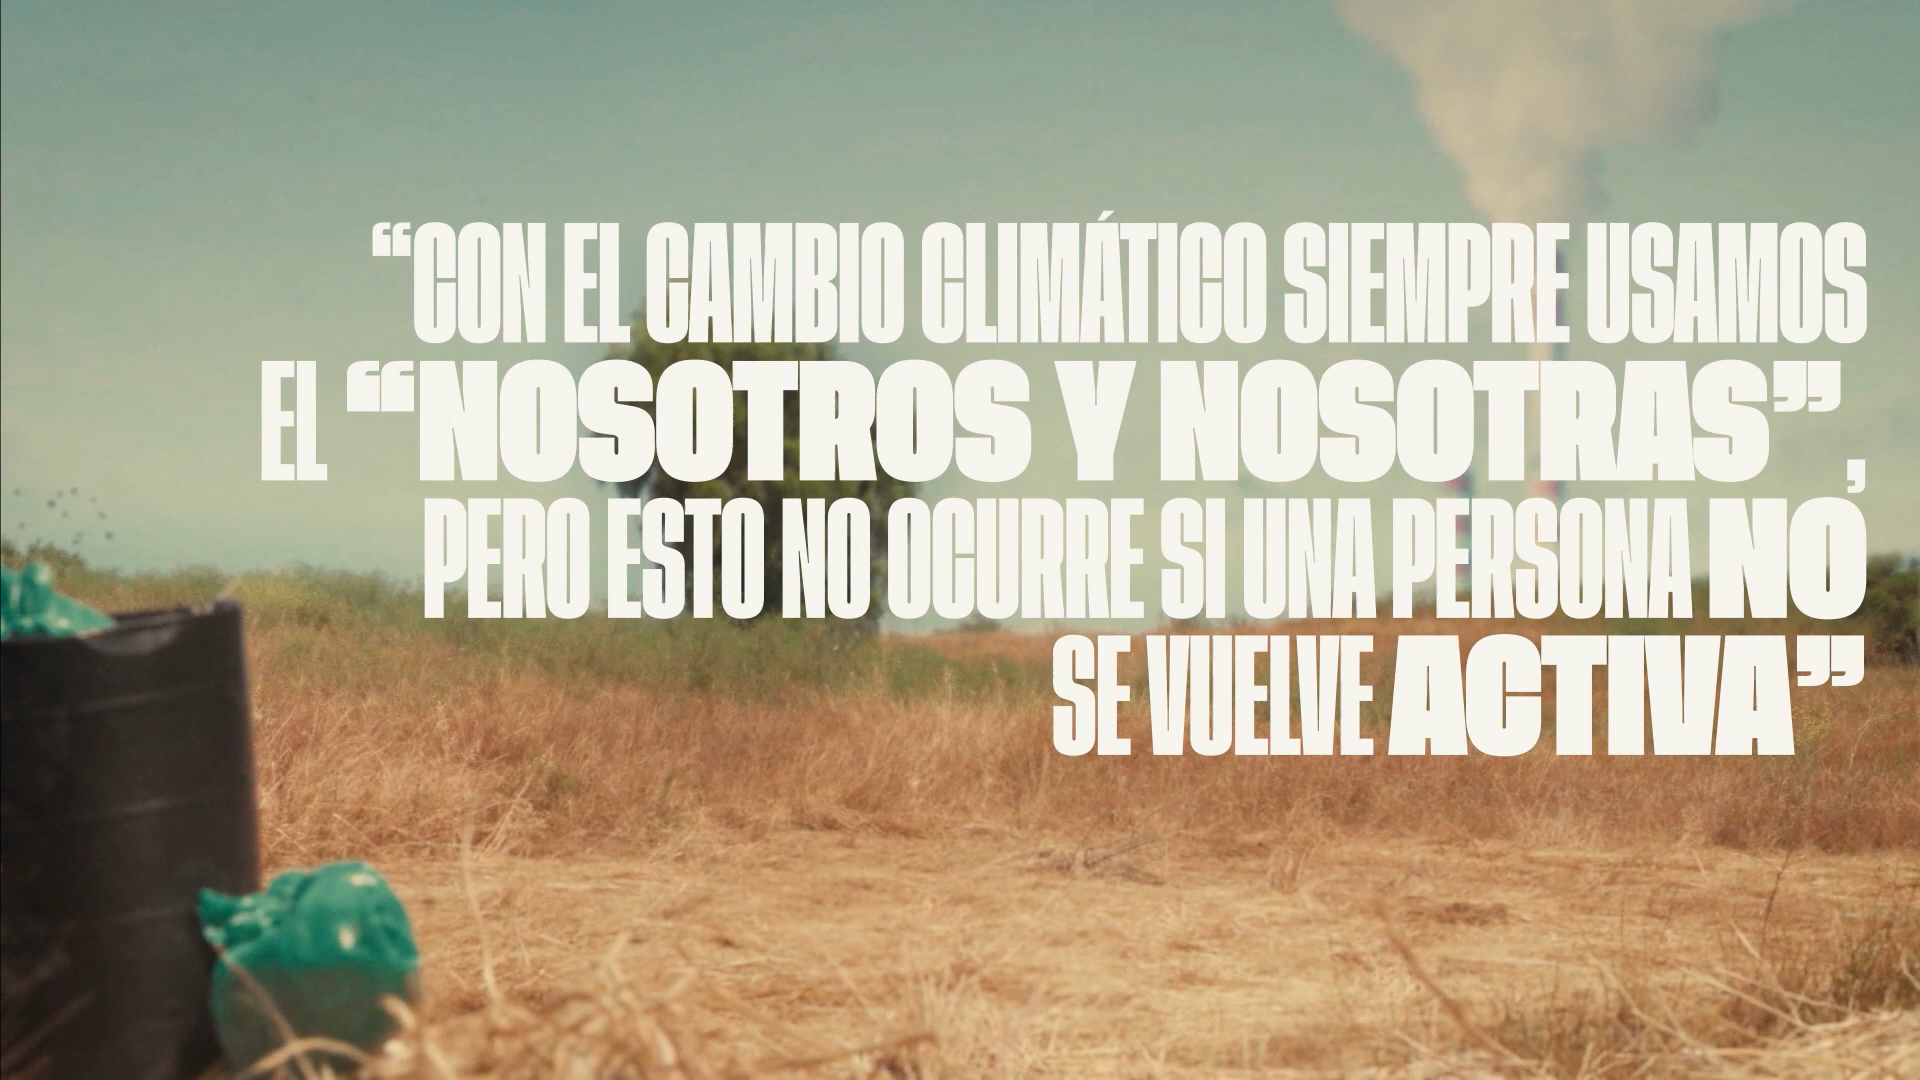 “CON EL CAMBIO CLIMÁTICO SIEMPRE USAMOS
EL “NOSOTROS Y NOSOTRAS”,
PERO ESTO NO OCURRE SI UNA PERSONA NO
SE VUELVE ACTIVA”